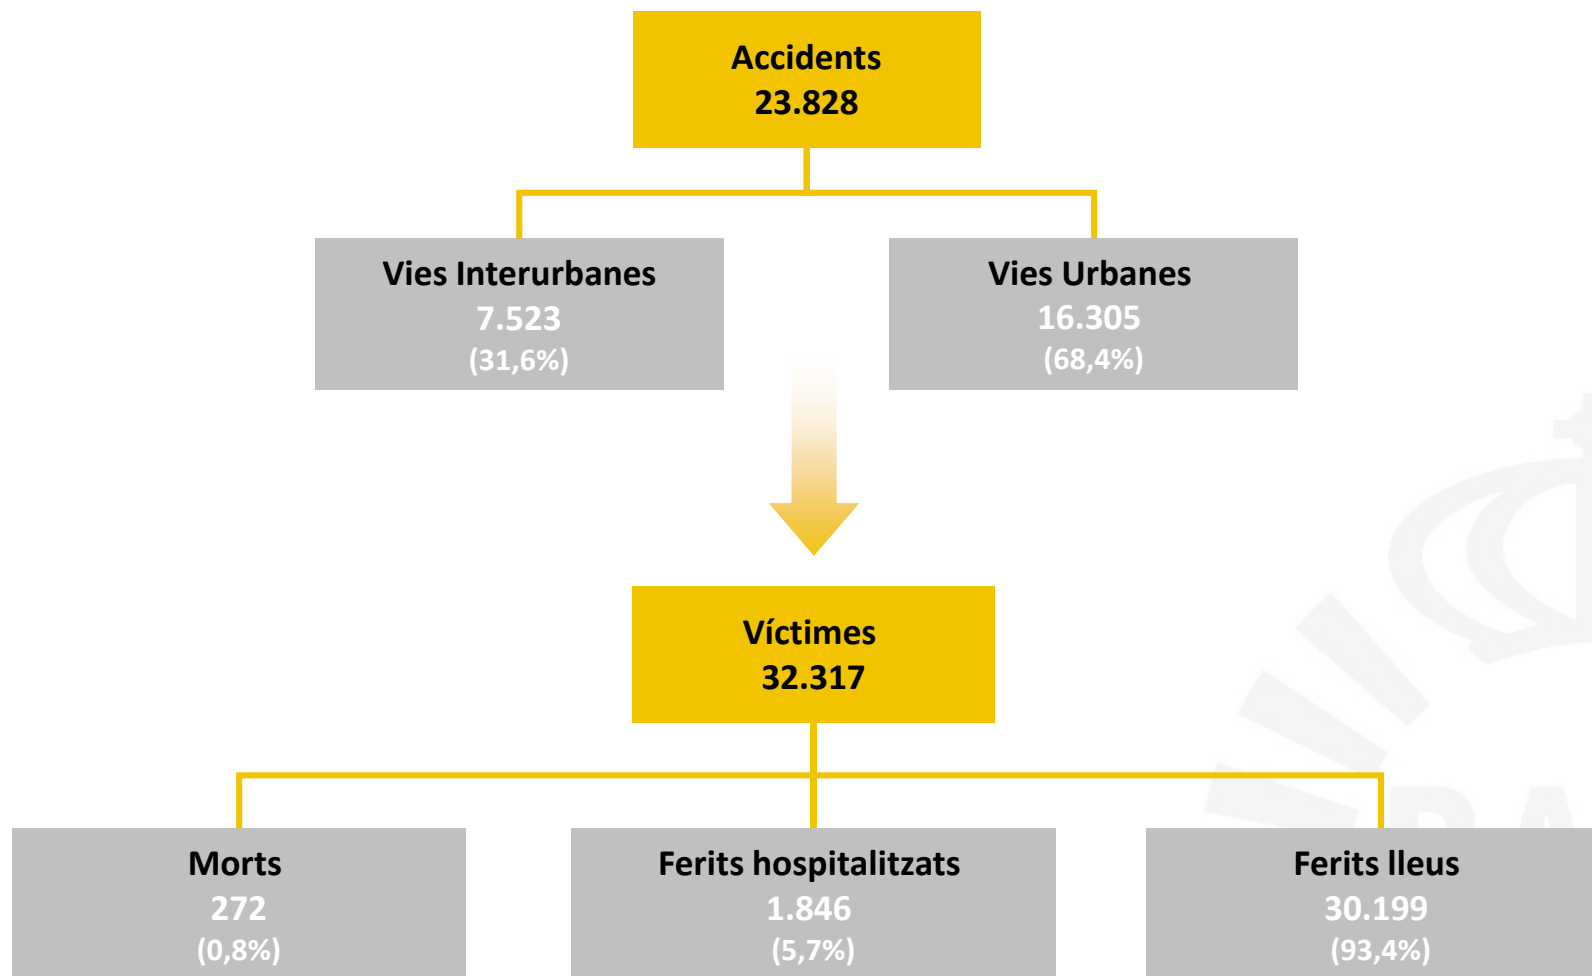 Accidents
23.828
Vies Interurbanes
7.523
(31,6%)
Vies Urbanes
16.305
(68,4%)
Víctimes
32.317
Morts
272
(0,8%)
Ferits hospitalitzats
1.846
(5,7%)
Ferits lleus
30.199
(93,4%)